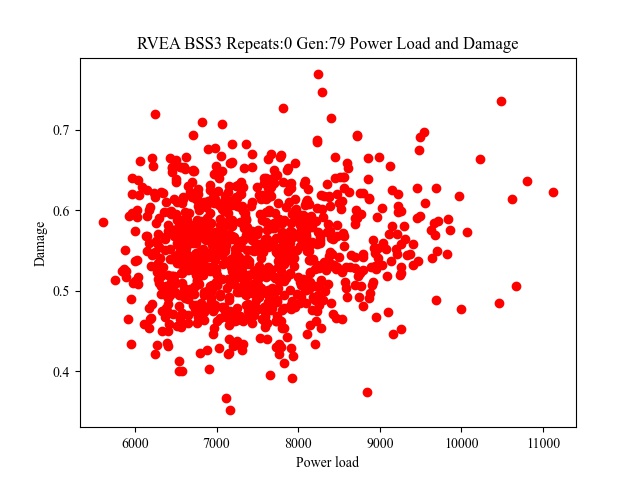 RVEA BSS3 Repeats:0 Gen:79 Power Load and Damage
0.7
0.6
0.5
0.4
Damage
6000 7000 8000 9000 10000 11000
Power load